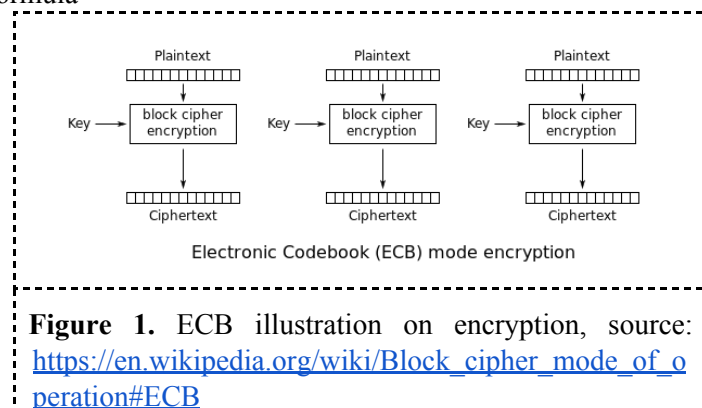 Plaintext Plaintext Plaintext
Key block cipher encryption Key block cipher encryption Key block cipher encryption
Ciphertext Ciphertext Ciphertext
Electronic Codebook (ECB) mode encryption
Figure 1. ECB illustration on encryption, source:
https://en.wikipedia.org/wiki/Block_cipher_mode_of_o
peration#ECB